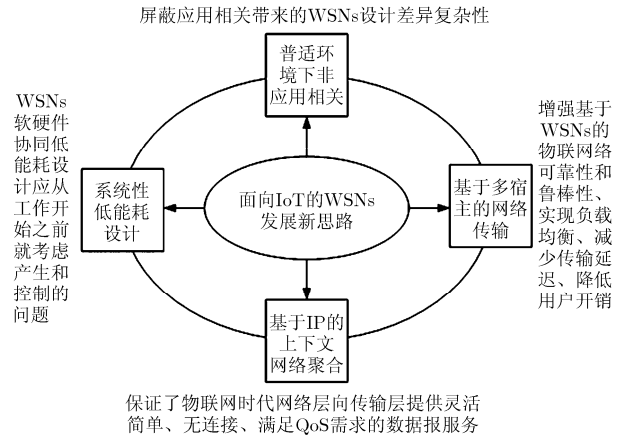 屏蔽应用相关带来的WSNs设计差异复杂性
普适环
境下非
应用相关
WSNs
软硬件
协同低
能耗设
计应从
工作开
始之前
就考虑
产生和
控制的
问题
系统性
低能耗
设计
面向IoT的WSNs
发展新思路
基于多宿
主的网络
传输
增强基于
WSNs的
物联网络
可靠性和
鲁棒性、
实现负载
均衡、减
少传输延
迟、降低
用户开销
基于IP的
上下文
网络聚合
保证了物联网时代网络层向传输层提供灵活
简单、无连接、满足QoS需求的数据报服务